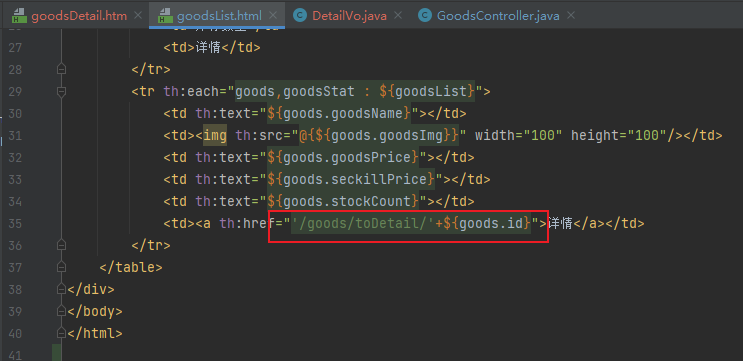 goodsDetail.htm goodsList.html DetailVo.java GoodsController.java
27 <td>详情</td>
28 </tr>
29 <tr th:each="goods,goodsStat : ${goodsList}">
30 <td th:text="${goods.goodsName}"></td>
31 <td><img th:src="@{${goods.goodsImg}}" width="100" height="100"/></td>
32 <td th:text="${goods.goodsPrice}"></td>
33 <td th:text="${goods.seckillPrice}"></td>
34 <td th:text="${goods.stockCount}"></td>
35 <td><a th:href="'/goods/toDetail/'+${goods.id}">详情</a></td>
36 </tr>
37 </table>
38 </div>
39 </body>
40 </html>
41